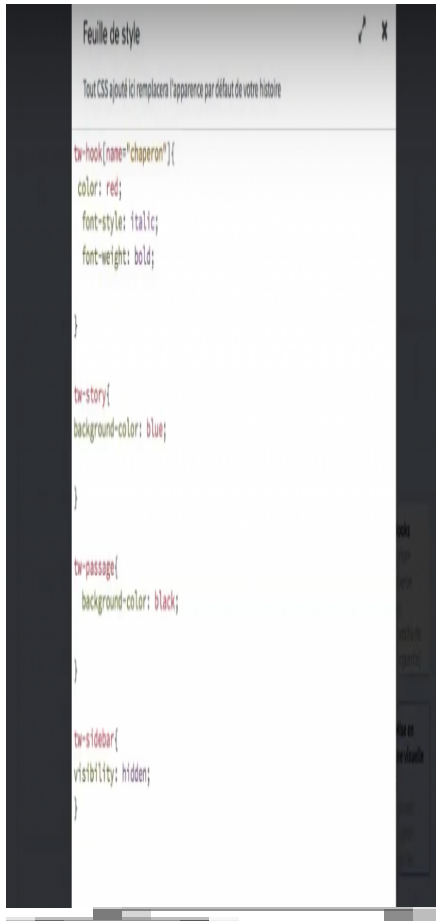 Feuille de style
Tout CSS ajouté ici remplacera l'apparence par défaut de votre histoire
tw-hook[name="chaperon"]{
color: red;
font-style: italic;
font-weight: bold;
}
tw-story{
background-color: blue;
}
tw-passage{
background-color: black;
}
tw-sidebar{
visibility: hidden;
}